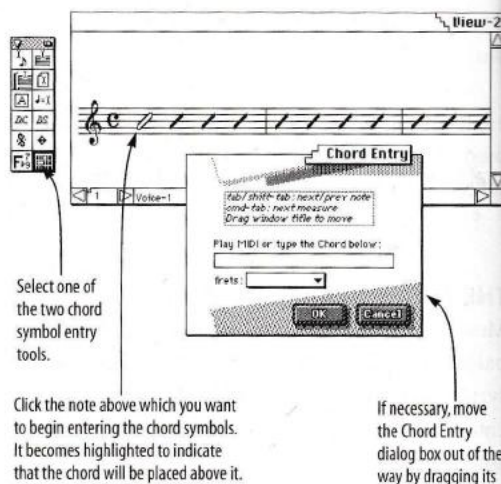 View-2
A
DC DS
1 Voice-1
Chord Entry
tab/shift-tab: next/prev note
cmd-tab: next measure
Drag window title to move
Play MIDI or type the Chord below:
frets:
OK Cancel
Select one of
the two chord
symbol entry
tools.
Click the note above which you want
to begin entering the chord symbols.
It becomes highlighted to indicate
that the chord will be placed above it.
If necessary, move
the Chord Entry
dialog box out of the
way by dragging its